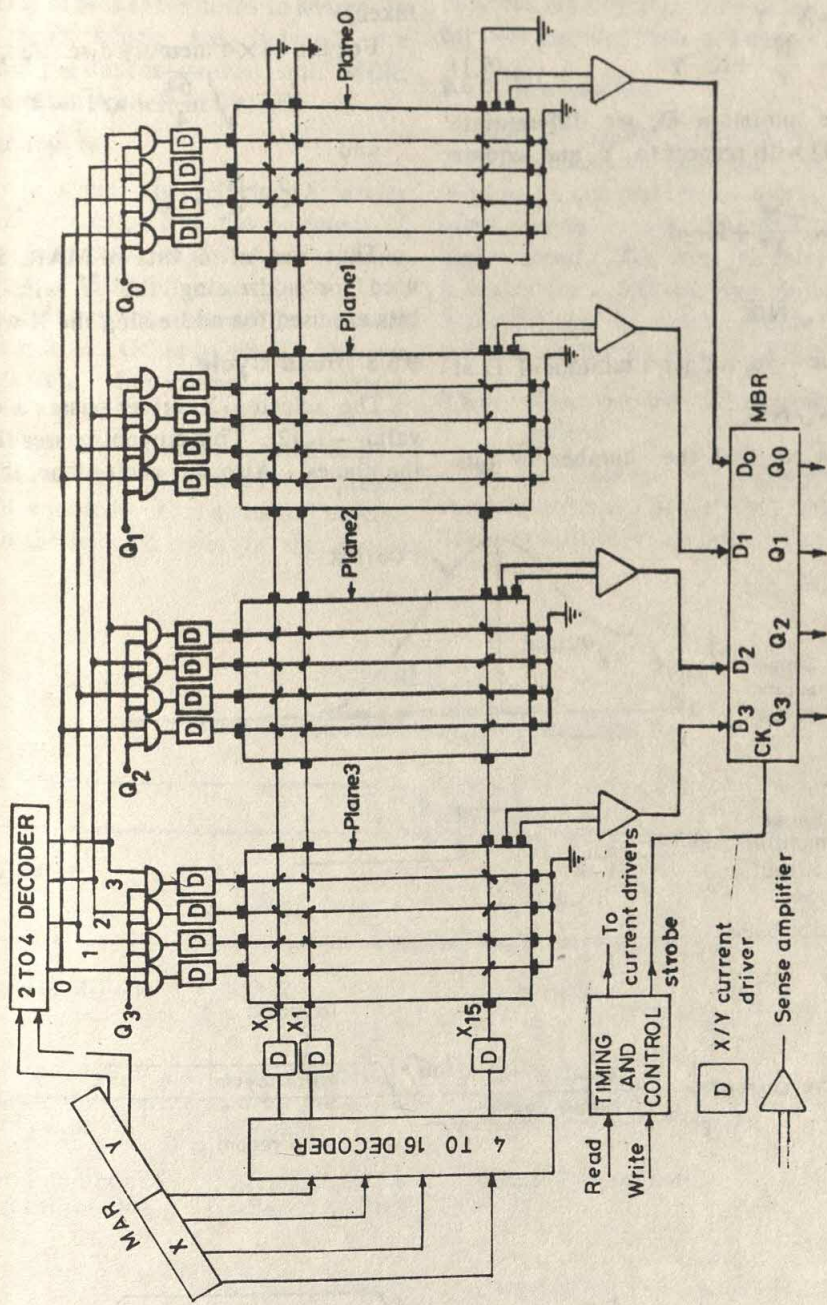 X Y
MAR
2 TO 4 DECODER
0
1
2
3
4 TO 16 DECODER
X0
X1
X15
D
D
D
Q3
D
D
D
D
Plane3
Q2
D
D
D
D
Plane2
Q1
D
D
D
D
Plane1
Q0
D
D
D
D
Plane0
MBR
D0 Q0
D1 Q1
D2 Q2
D3 Q3
CK
Read
Write
TIMING
AND
CONTROL
To
current drivers
strobe
D X/Y current
driver
Sense amplifier